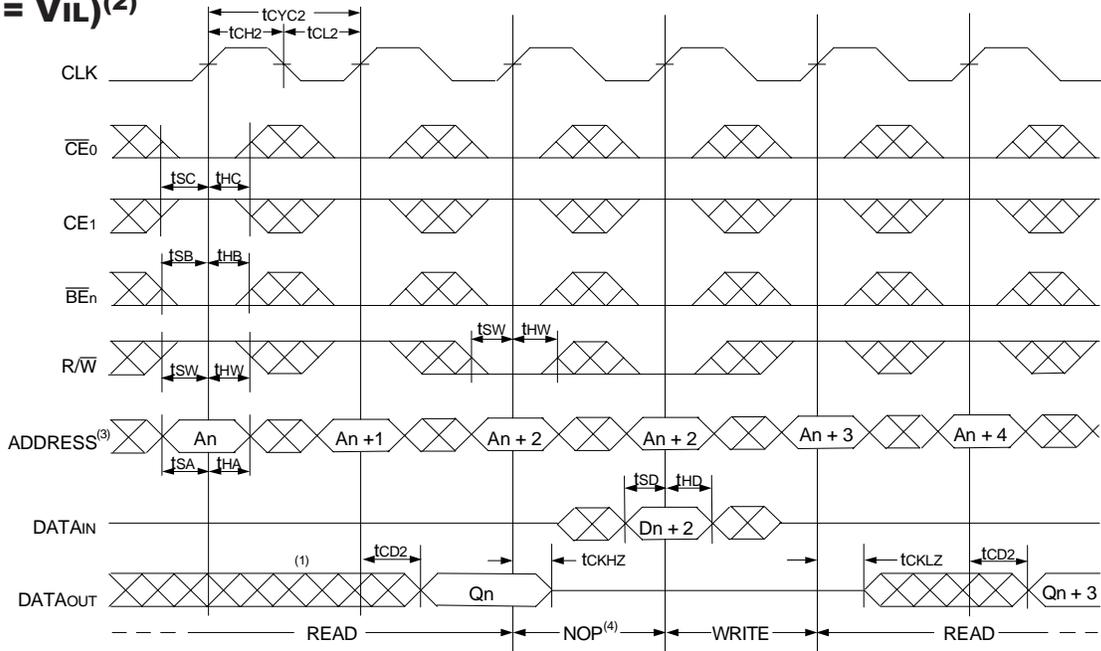 = VIL)(2)
tCYC2
tCH2 tCL2
CLK
CE0
tSC tHC
CE1
tSB tHB
BEn
tSW tHW
R/W
tSW tHW
ADDRESS(3) An An +1 An + 2 An + 2 An + 3 An + 4
tSA tHA
tSD tHD
DATAIN Dn + 2
(1) tCD2 tCKHZ tCKLZ tCD2
DATAOUT Qn Qn + 3
READ NOP(4) WRITE READ